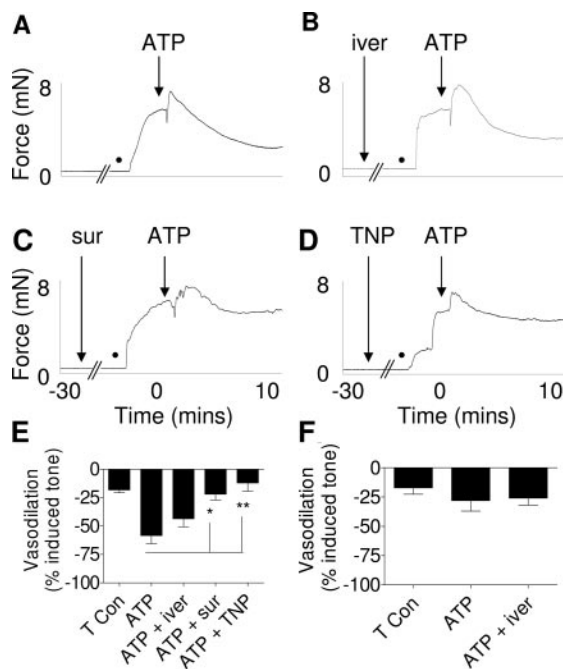 A
ATP
8
Force (mN)
0
B
iver ATP
8
0
C
sur ATP
8
Force (mN)
0
-30 0 10
Time (mins)
D
TNP ATP
8
0
-30 0 10
Time (mins)
E
Vasodilation
(% induced tone)
0
-25
-50
-75
-100
*
**
T Con
ATP
ATP + iver
ATP + sur
ATP + TNP
F
Vasodilation
(% induced tone)
0
-25
-50
-75
-100
T Con
ATP
ATP + iver